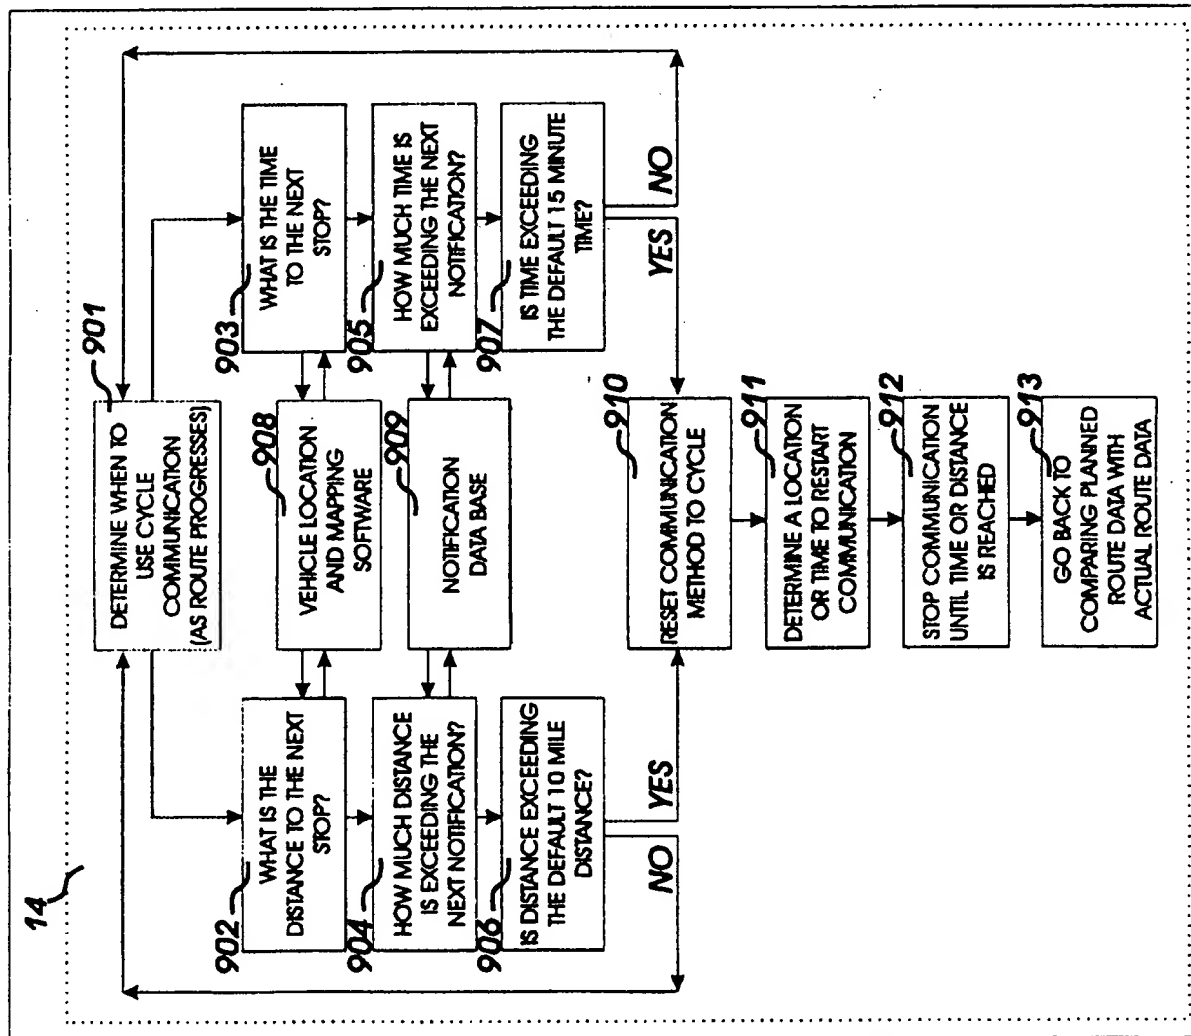 14
901
DETERMINE WHEN TO
USE CYCLE
COMMUNICATION
(AS ROUTE PROGRESSES)
902
WHAT IS THE
DISTANCE TO THE NEXT
STOP?
908
VEHICLE LOCATION
AND MAPPING
SOFTWARE
903
WHAT IS THE TIME
TO THE NEXT
STOP?
904
HOW MUCH DISTANCE
IS EXCEEDING THE
NEXT NOTIFICATION?
909
NOTIFICATION
DATA BASE
905
HOW MUCH TIME IS
EXCEEDING THE NEXT
NOTIFICATION?
906
IS DISTANCE EXCEEDING
THE DEFAULT 10 MILE
DISTANCE?
907
IS TIME EXCEEDING
THE DEFAULT 15 MINUTE
TIME?
NO
YES
YES
NO
910
RESET COMMUNICATION
METHOD TO CYCLE
911
DETERMINE A LOCATION
OR TIME TO RESTART
COMMUNICATION
912
STOP COMMUNICATION
UNTIL TIME OR DISTANCE
IS REACHED
913
GO BACK TO
COMPARING PLANNED
ROUTE DATA WITH
ACTUAL ROUTE DATA